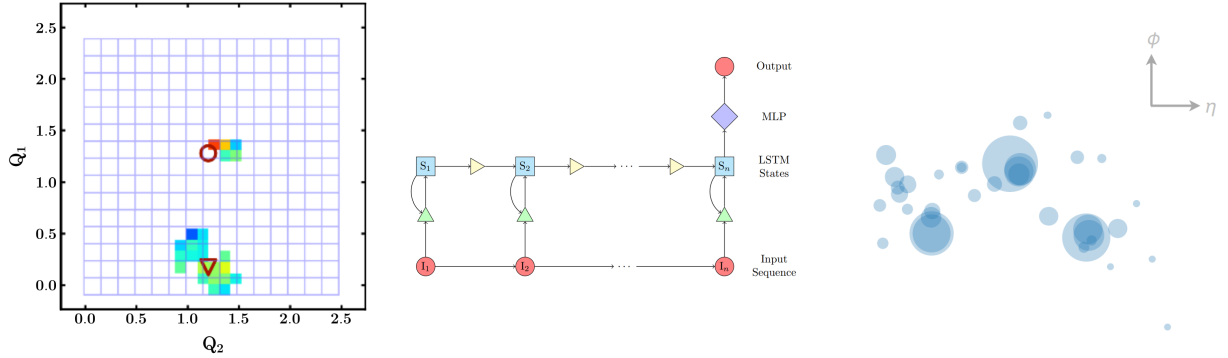 2.5
2.0
1.5
1.0
0.5
0.0
Q1
0.0 0.5 1.0 1.5 2.0 2.5
Q2
Output
MLP
S1 S2 ... Sn
LSTM
States
I1 I2 ... In
Input
Sequence
ϕ
η